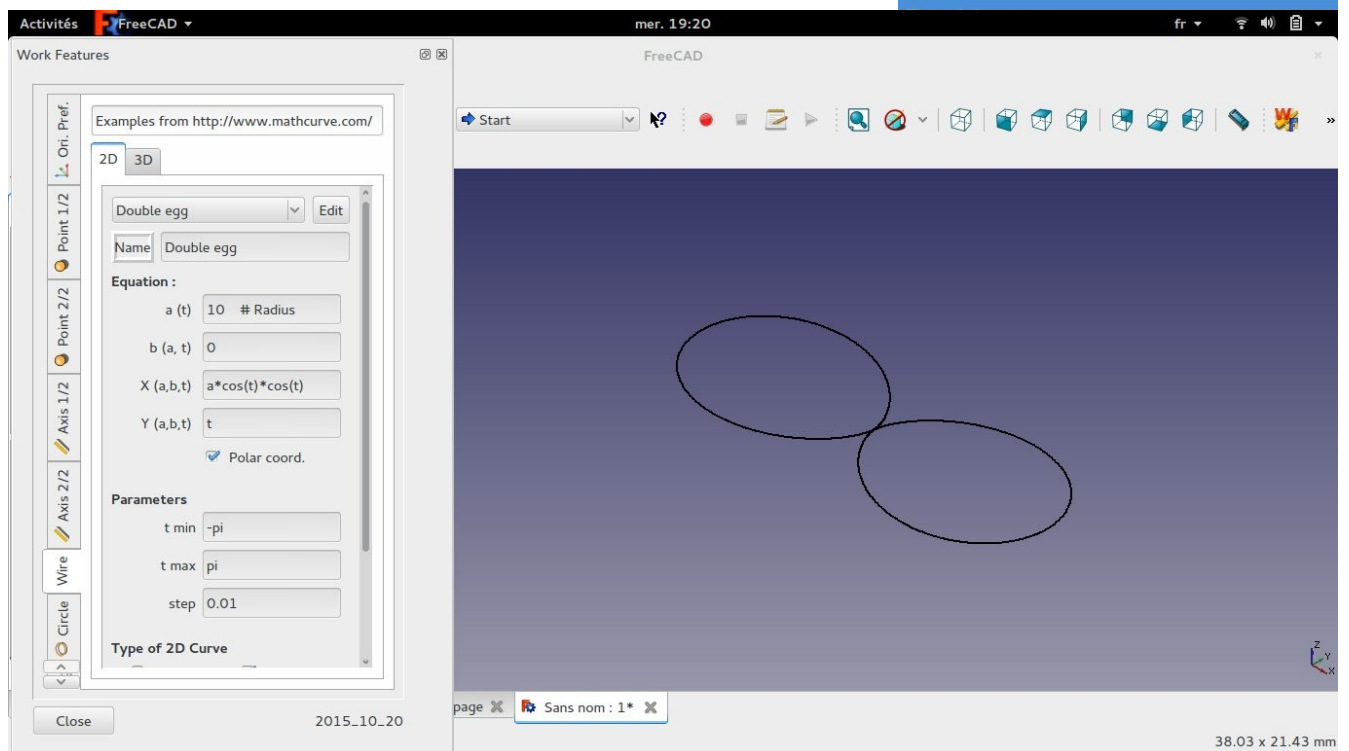 Activités FreeCAD mer. 19:20 fr
Work Features FreeCAD
Ori. Pref.
Point 1/2
Point 2/2
Axis 1/2
Axis 2/2
Wire
Circle
Examples from http://www.mathcurve.com/
2D 3D
Double egg Edit
Name Double egg
Equation :
a (t) 10 # Radius
b (a, t) 0
X (a,b,t) a*cos(t)*cos(t)
Y (a,b,t) t
Polar coord.
Parameters
t min -pi
t max pi
step 0.01
Type of 2D Curve
Close 2015_10_20
Start »
Z
Y
X
page Sans nom : 1*
38.03 x 21.43 mm